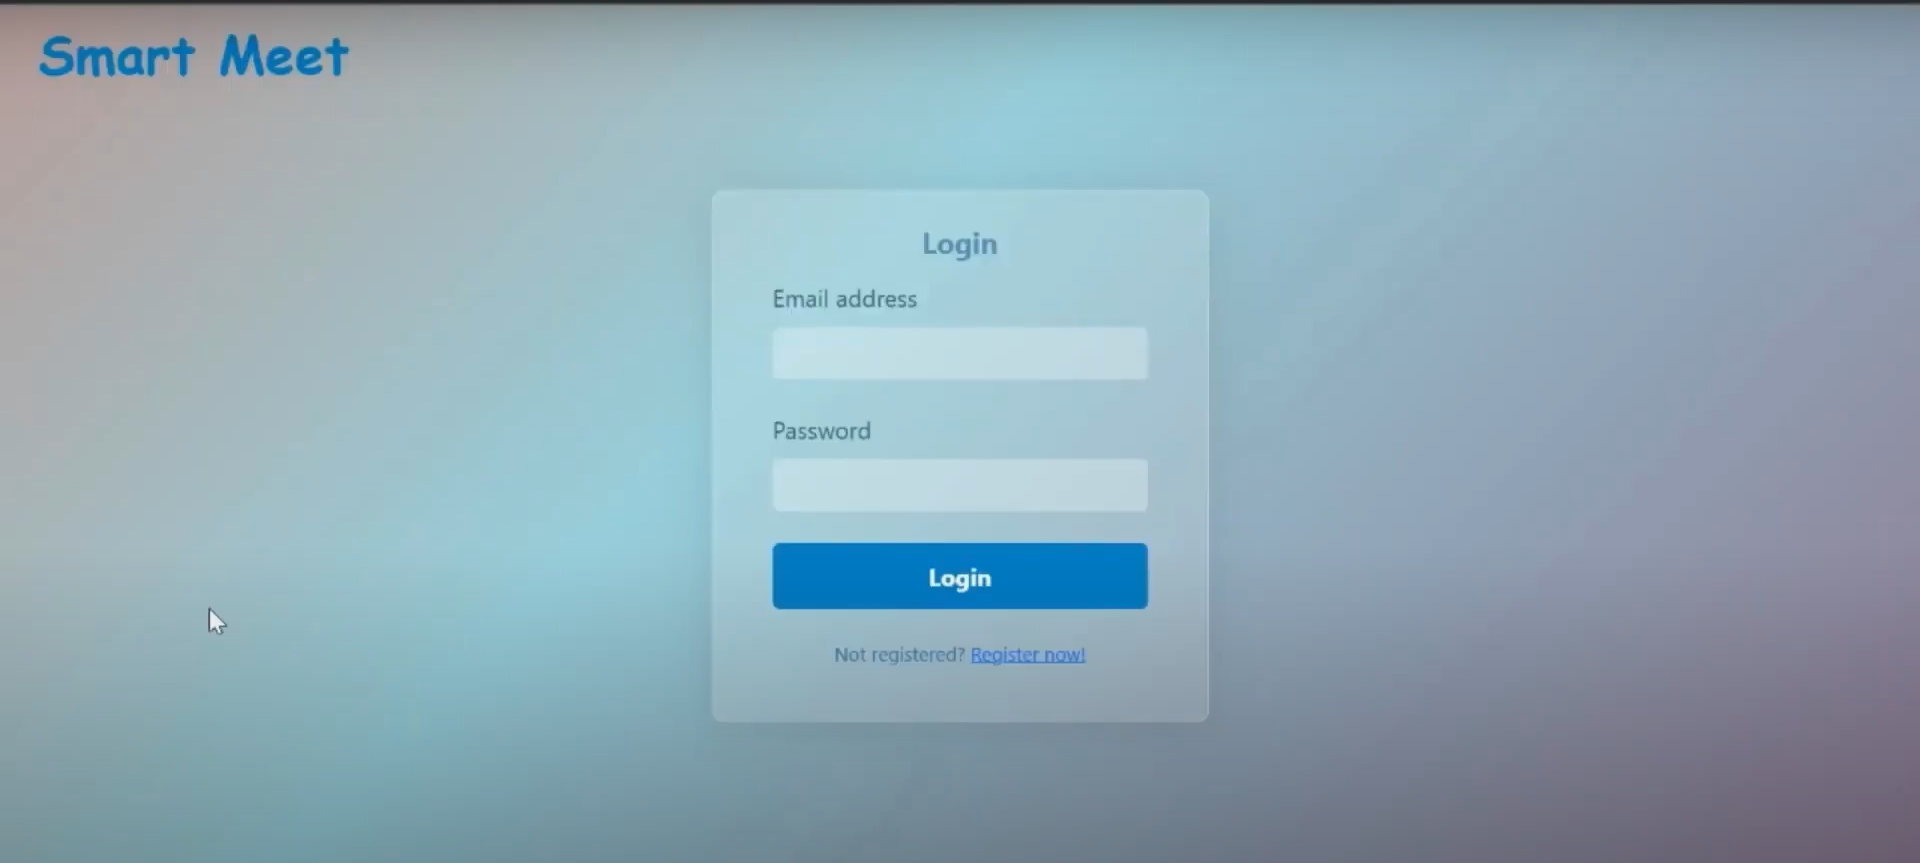 Smart Meet
Login
Email address
Password
Login
Not registered? Register now!